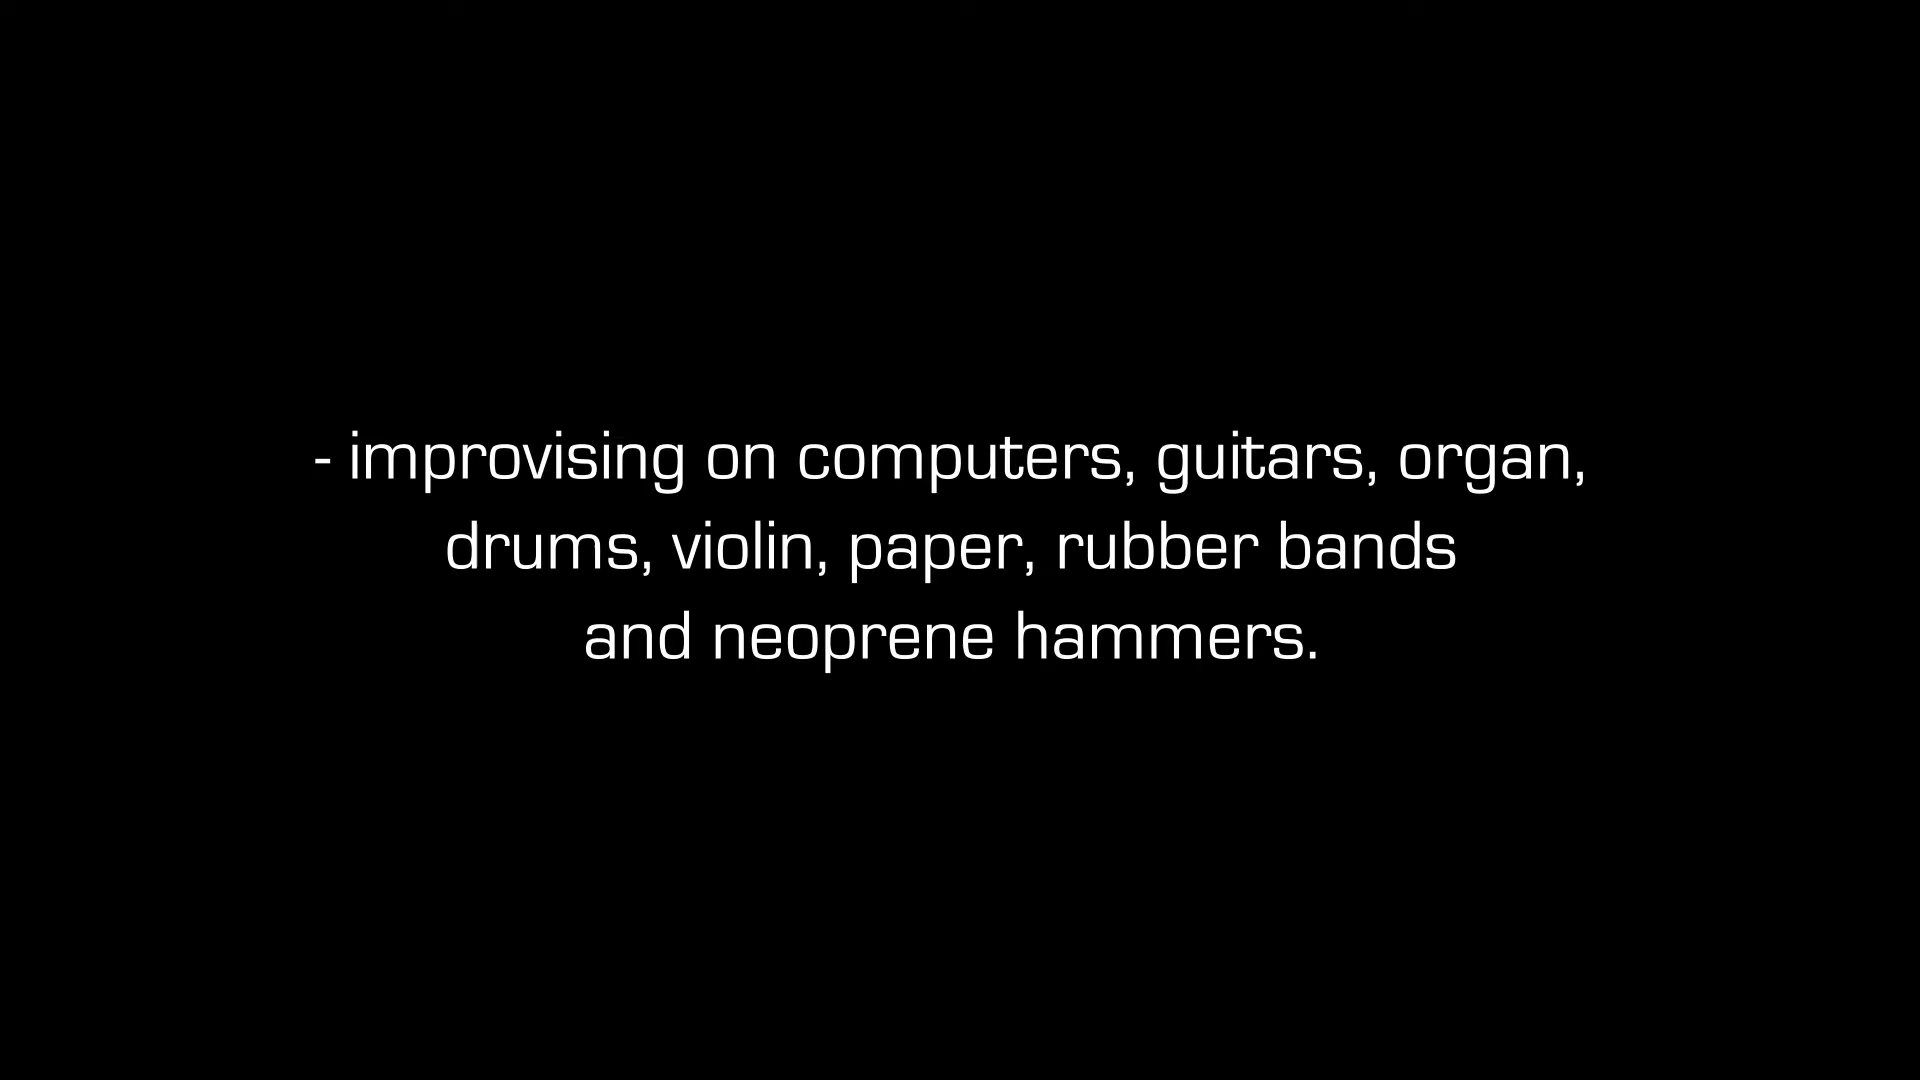 - improvising on computers, guitars, organ,
drums, violin, paper, rubber bands
and neoprene hammers.